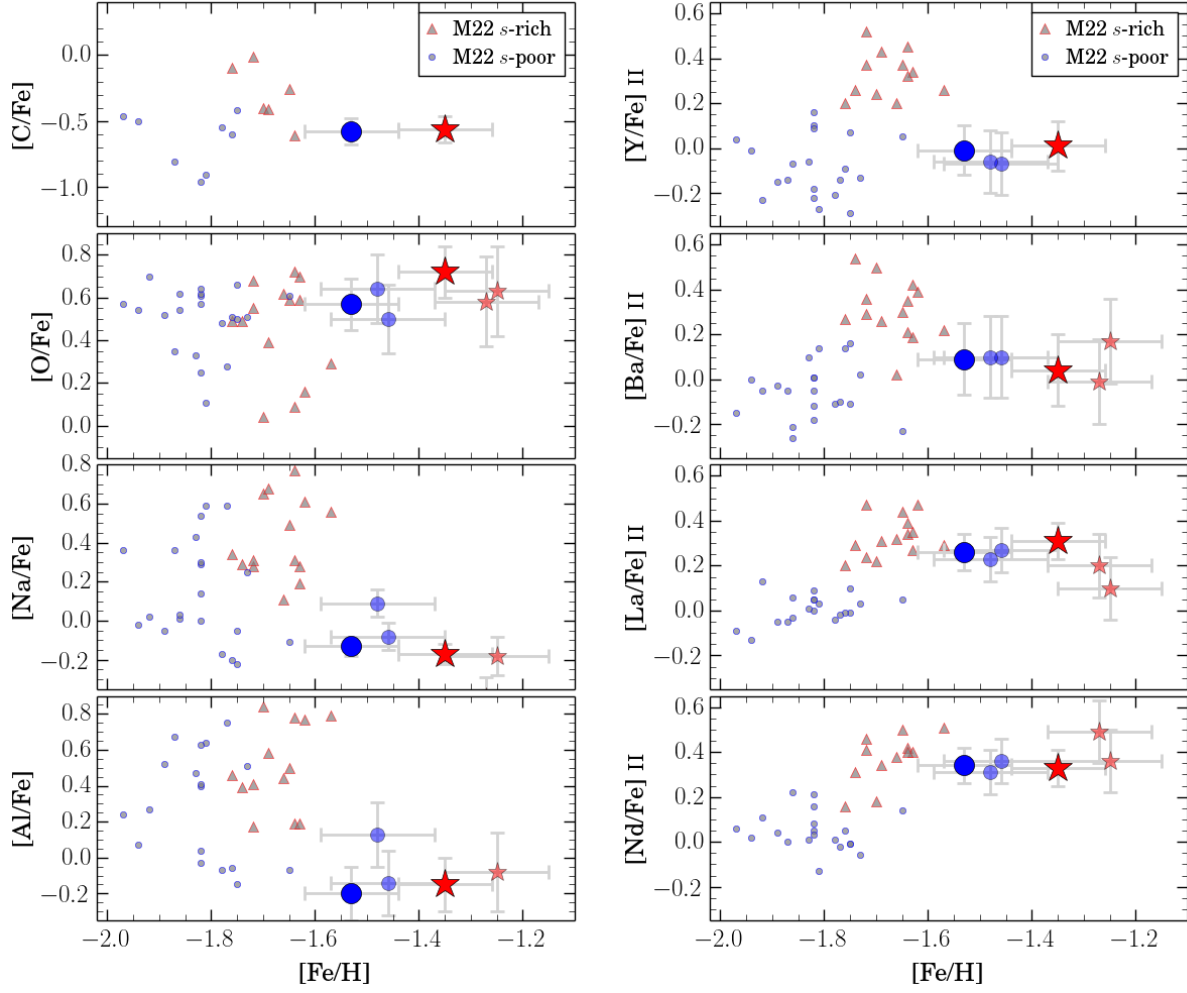 M22 s-rich
M22 s-poor
0.0
−0.5
−1.0
[C/Fe]
0.8
0.6
0.4
0.2
0.0
[O/Fe]
0.8
0.6
0.4
0.2
0.0
−0.2
[Na/Fe]
0.8
0.6
0.4
0.2
0.0
−0.2
[Al/Fe]
−2.0 −1.8 −1.6 −1.4 −1.2
[Fe/H]
M22 s-rich
M22 s-poor
0.6
0.4
0.2
0.0
−0.2
[Y/Fe] II
0.6
0.4
0.2
0.0
−0.2
[Ba/Fe] II
0.6
0.4
0.2
0.0
−0.2
[La/Fe] II
0.6
0.4
0.2
0.0
−0.2
[Nd/Fe] II
−2.0 −1.8 −1.6 −1.4 −1.2
[Fe/H]